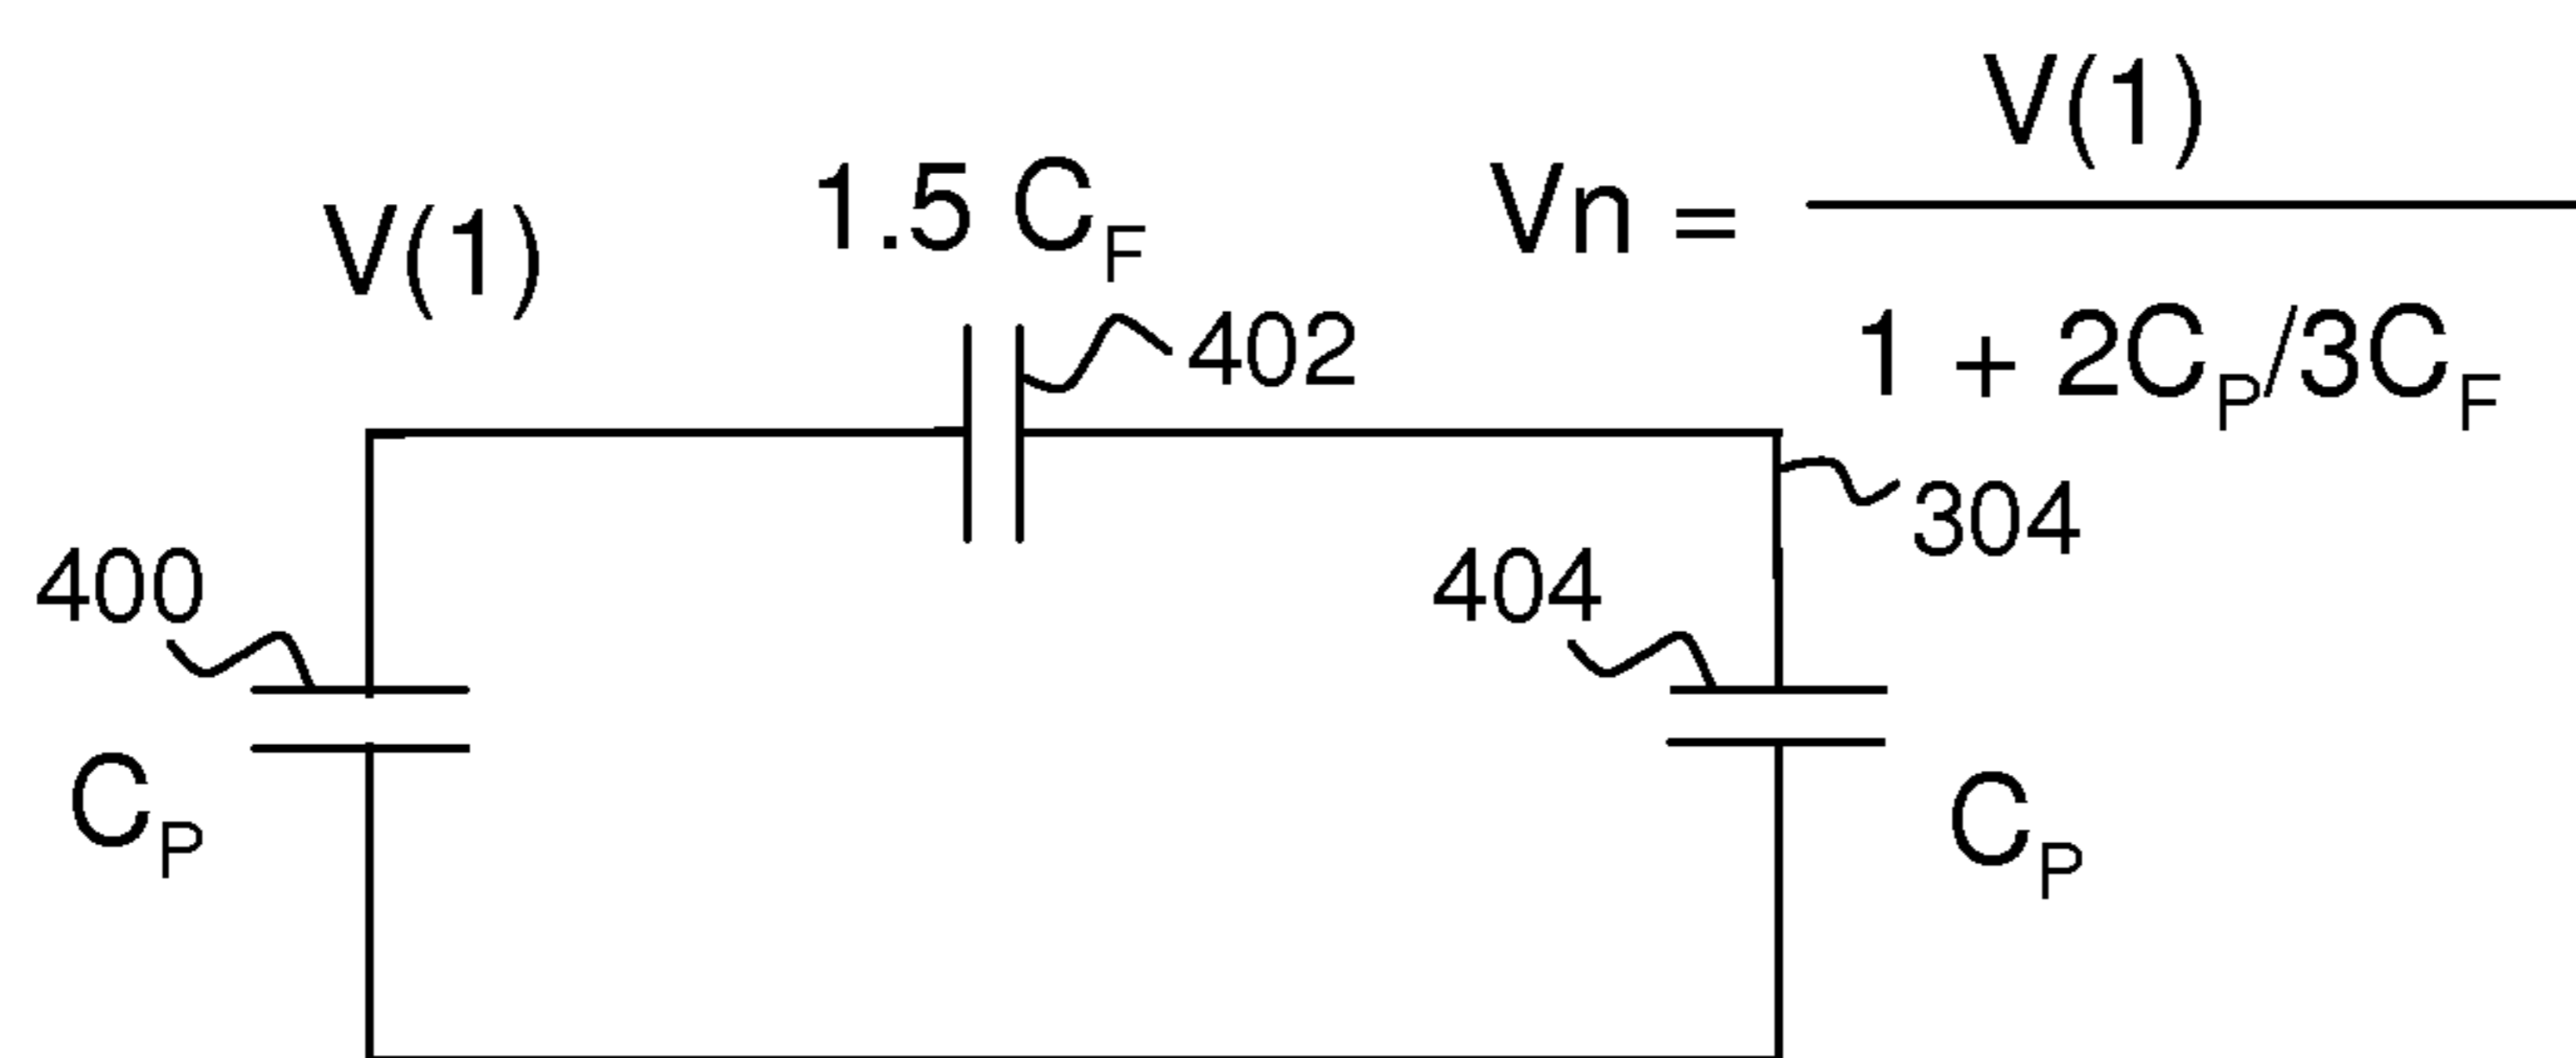 V(1)
1.5 C_F
Vn = V(1) / (1 + 2C_P/3C_F)
402
304
400
404
C_P
C_P